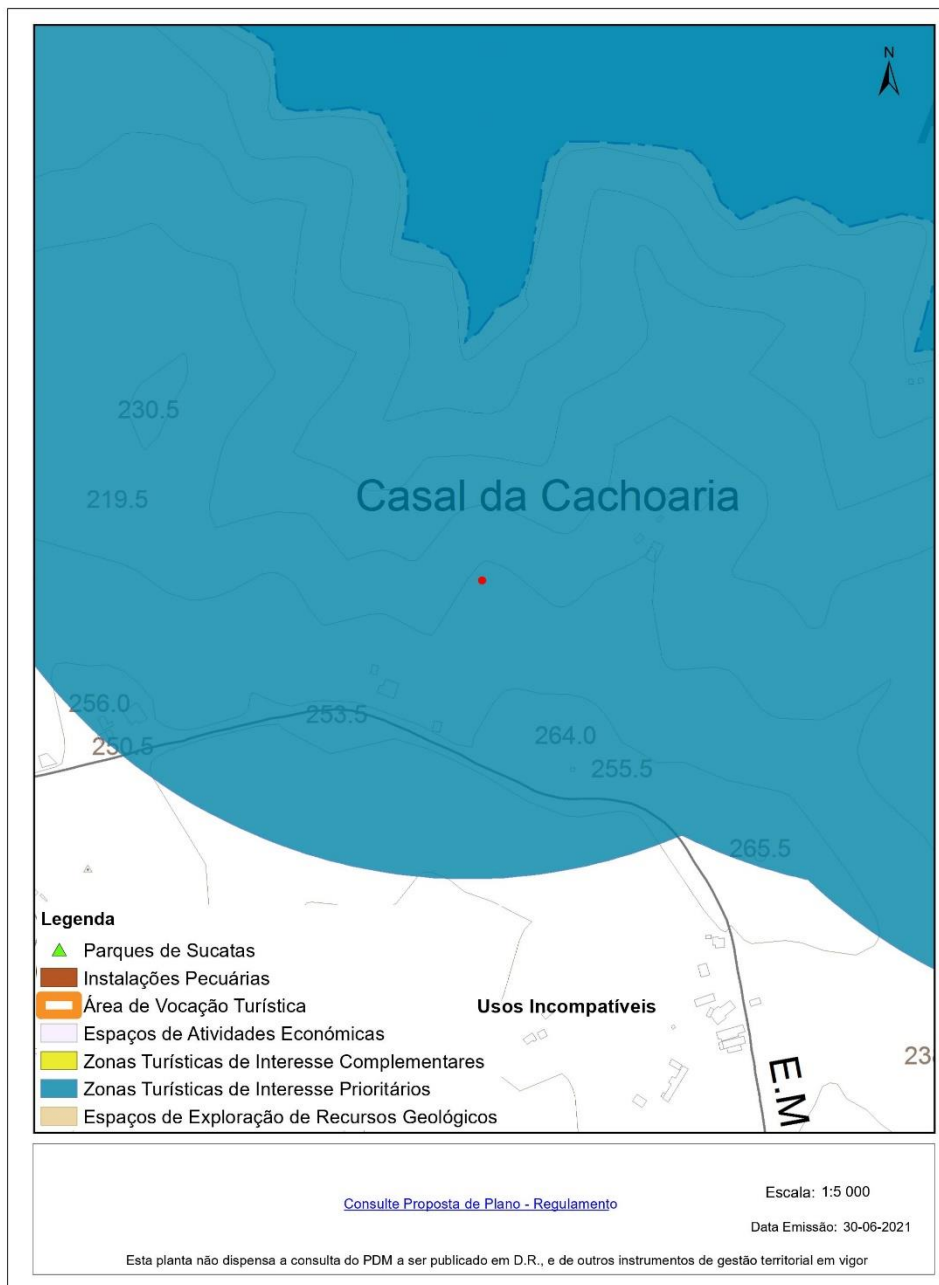 N
230.5
219.5
Casal da Cachoaria
256.0
253.5
250.5
264.0
255.5
265.5
Legenda
Parques de Sucatas
Instalações Pecuárias
Área de Vocação Turística
Usos Incompatíveis
Espaços de Atividades Económicas
Zonas Turísticas de Interesse Complementares
23
Zonas Turísticas de Interesse Prioritários
E.M
Espaços de Exploração de Recursos Geológicos
Consulte Proposta de Plano - Regulamento
Escala: 1:5 000
Data Emissão: 30-06-2021
Esta planta não dispensa a consulta do PDM a ser publicado em D.R., e de outros instrumentos de gestão territorial em vigor